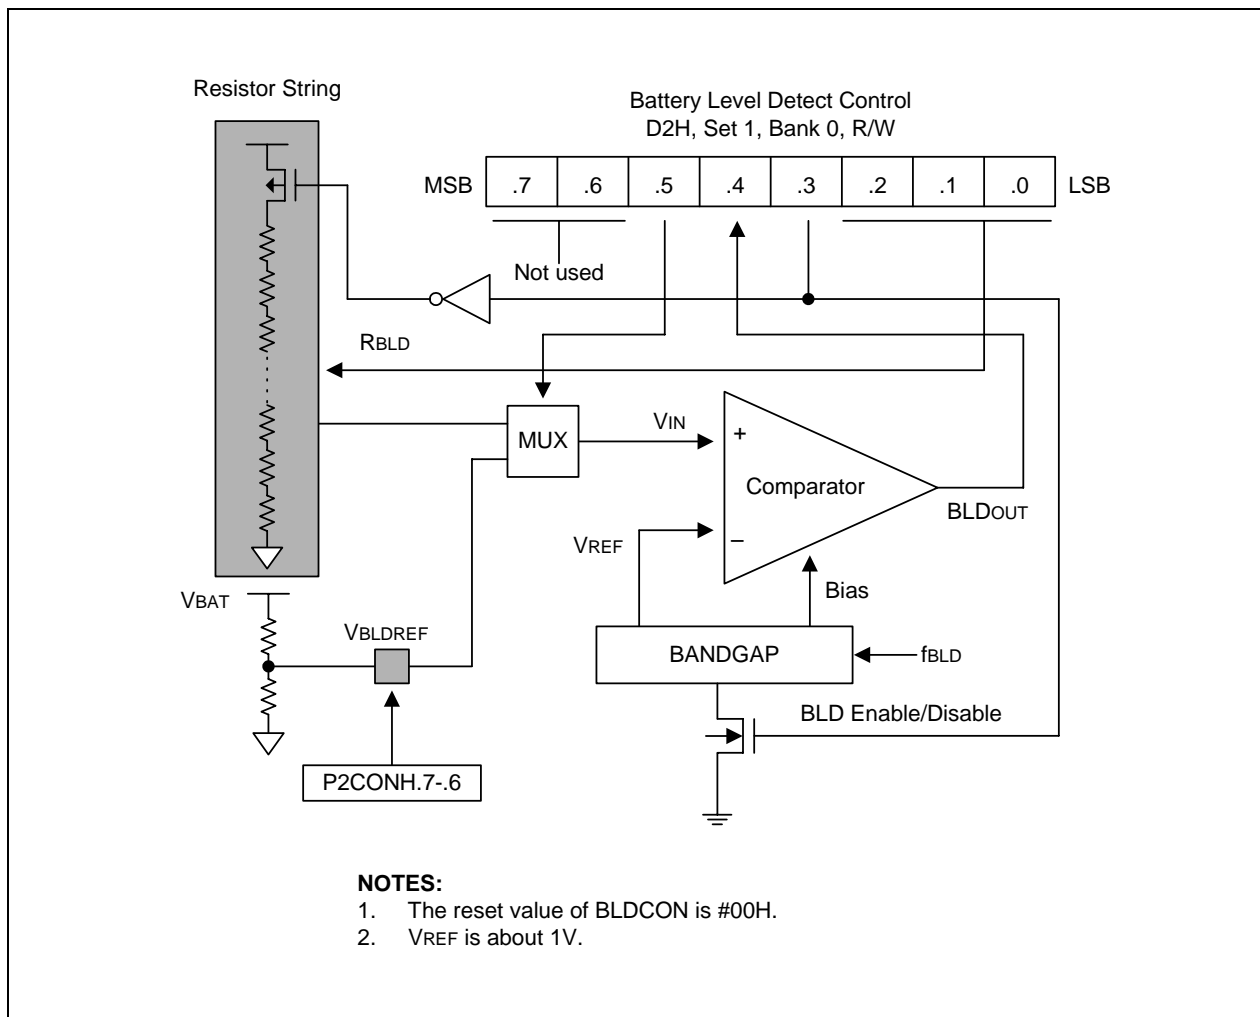 Resistor String
Battery Level Detect Control
D2H, Set 1, Bank 0, R/W
MSB .7 .6 .5 .4 .3 .2 .1 .0 LSB
Not used
RBLD
MUX
VIN
+
Comparator
BLDOUT
VREF
–
Bias
VBAT
VBLDREF
BANDGAP
fBLD
BLD Enable/Disable
P2CONH.7-.6
NOTES:
1. The reset value of BLDCON is #00H.
2. VREF is about 1V.